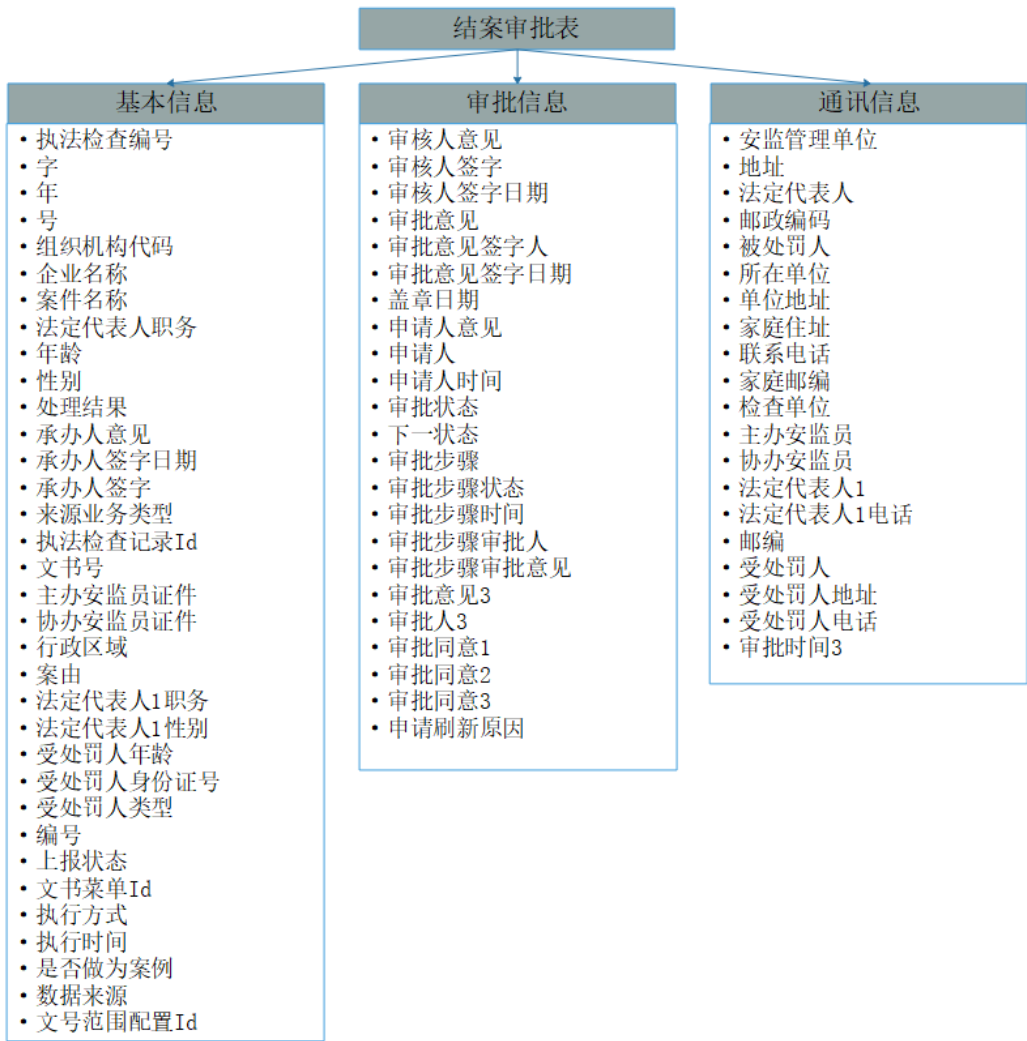 结案审批表
基本信息
• 执法检查编号
• 字
• 年
• 号
• 组织机构代码
• 企业名称
• 案件名称
• 法定代表人职务
• 年龄
• 性别
• 处理结果
• 承办人意见
• 承办人签字日期
• 承办人签字
• 来源业务类型
• 执法检查记录Id
• 文书号
• 主办安监员证件
• 协办安监员证件
• 行政区域
• 案由
• 法定代表人1职务
• 法定代表人1性别
• 受处罚人年龄
• 受处罚人身份证号
• 受处罚人类型
• 编号
• 上报状态
• 文书菜单Id
• 执行方式
• 执行时间
• 是否做为案例
• 数据来源
• 文号范围配置Id
审批信息
• 审核人意见
• 审核人签字
• 审核人签字日期
• 审批意见
• 审批意见签字人
• 审批意见签字日期
• 盖章日期
• 申请人意见
• 申请人
• 申请人时间
• 审批状态
• 下一状态
• 审批步骤
• 审批步骤状态
• 审批步骤时间
• 审批步骤审批人
• 审批步骤审批意见
• 审批意见3
• 审批人3
• 审批同意1
• 审批同意2
• 审批同意3
• 申请刷新原因
通讯信息
• 安监管理单位
• 地址
• 法定代表人
• 邮政编码
• 被处罚人
• 所在单位
• 单位地址
• 家庭住址
• 联系电话
• 家庭邮编
• 检查单位
• 主办安监员
• 协办安监员
• 法定代表人1
• 法定代表人1电话
• 邮编
• 受处罚人
• 受处罚人地址
• 受处罚人电话
• 审批时间3